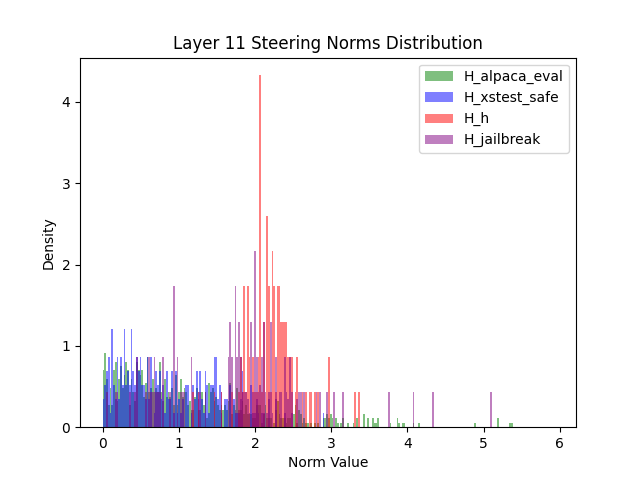 Layer 11 Steering Norms Distribution
H_alpaca_eval
H_xstest_safe
H_h
H_jailbreak
Density
4
3
2
1
0
0 1 2 3 4 5 6
Norm Value